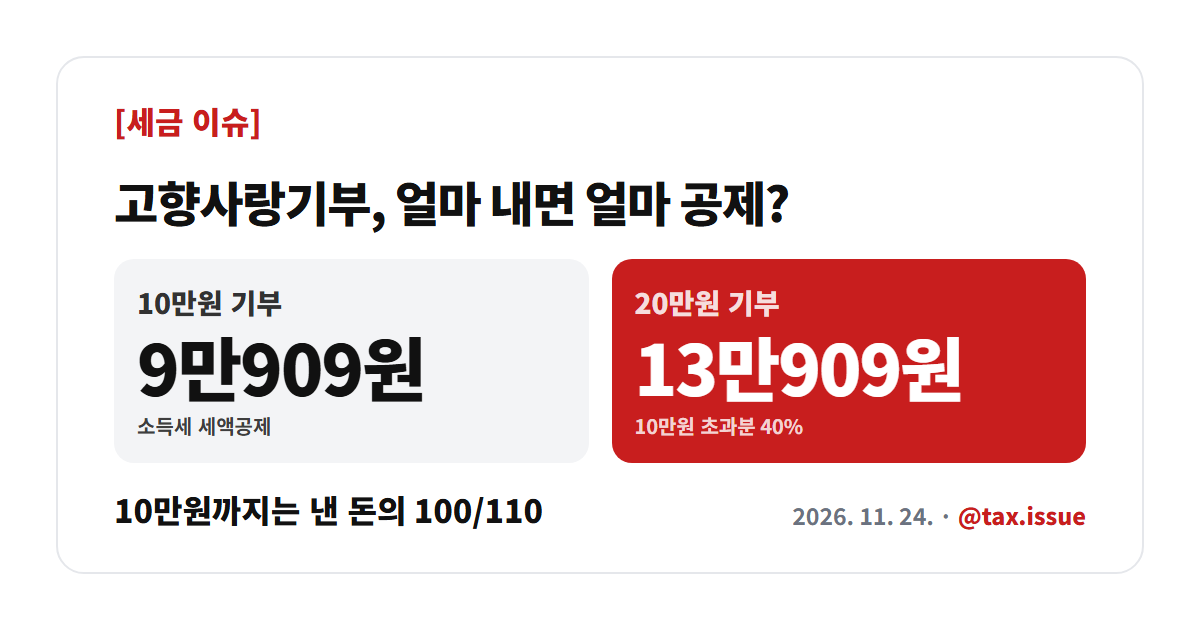 [세금 이슈]
고향사랑기부, 얼마 내면 얼마 공제?
10만원 기부
9만909원
소득세 세액공제
20만원 기부
13만909원
10만원 초과분 40%
10만원까지는 낸 돈의 100/110
2026. 11. 24. · @tax.issue